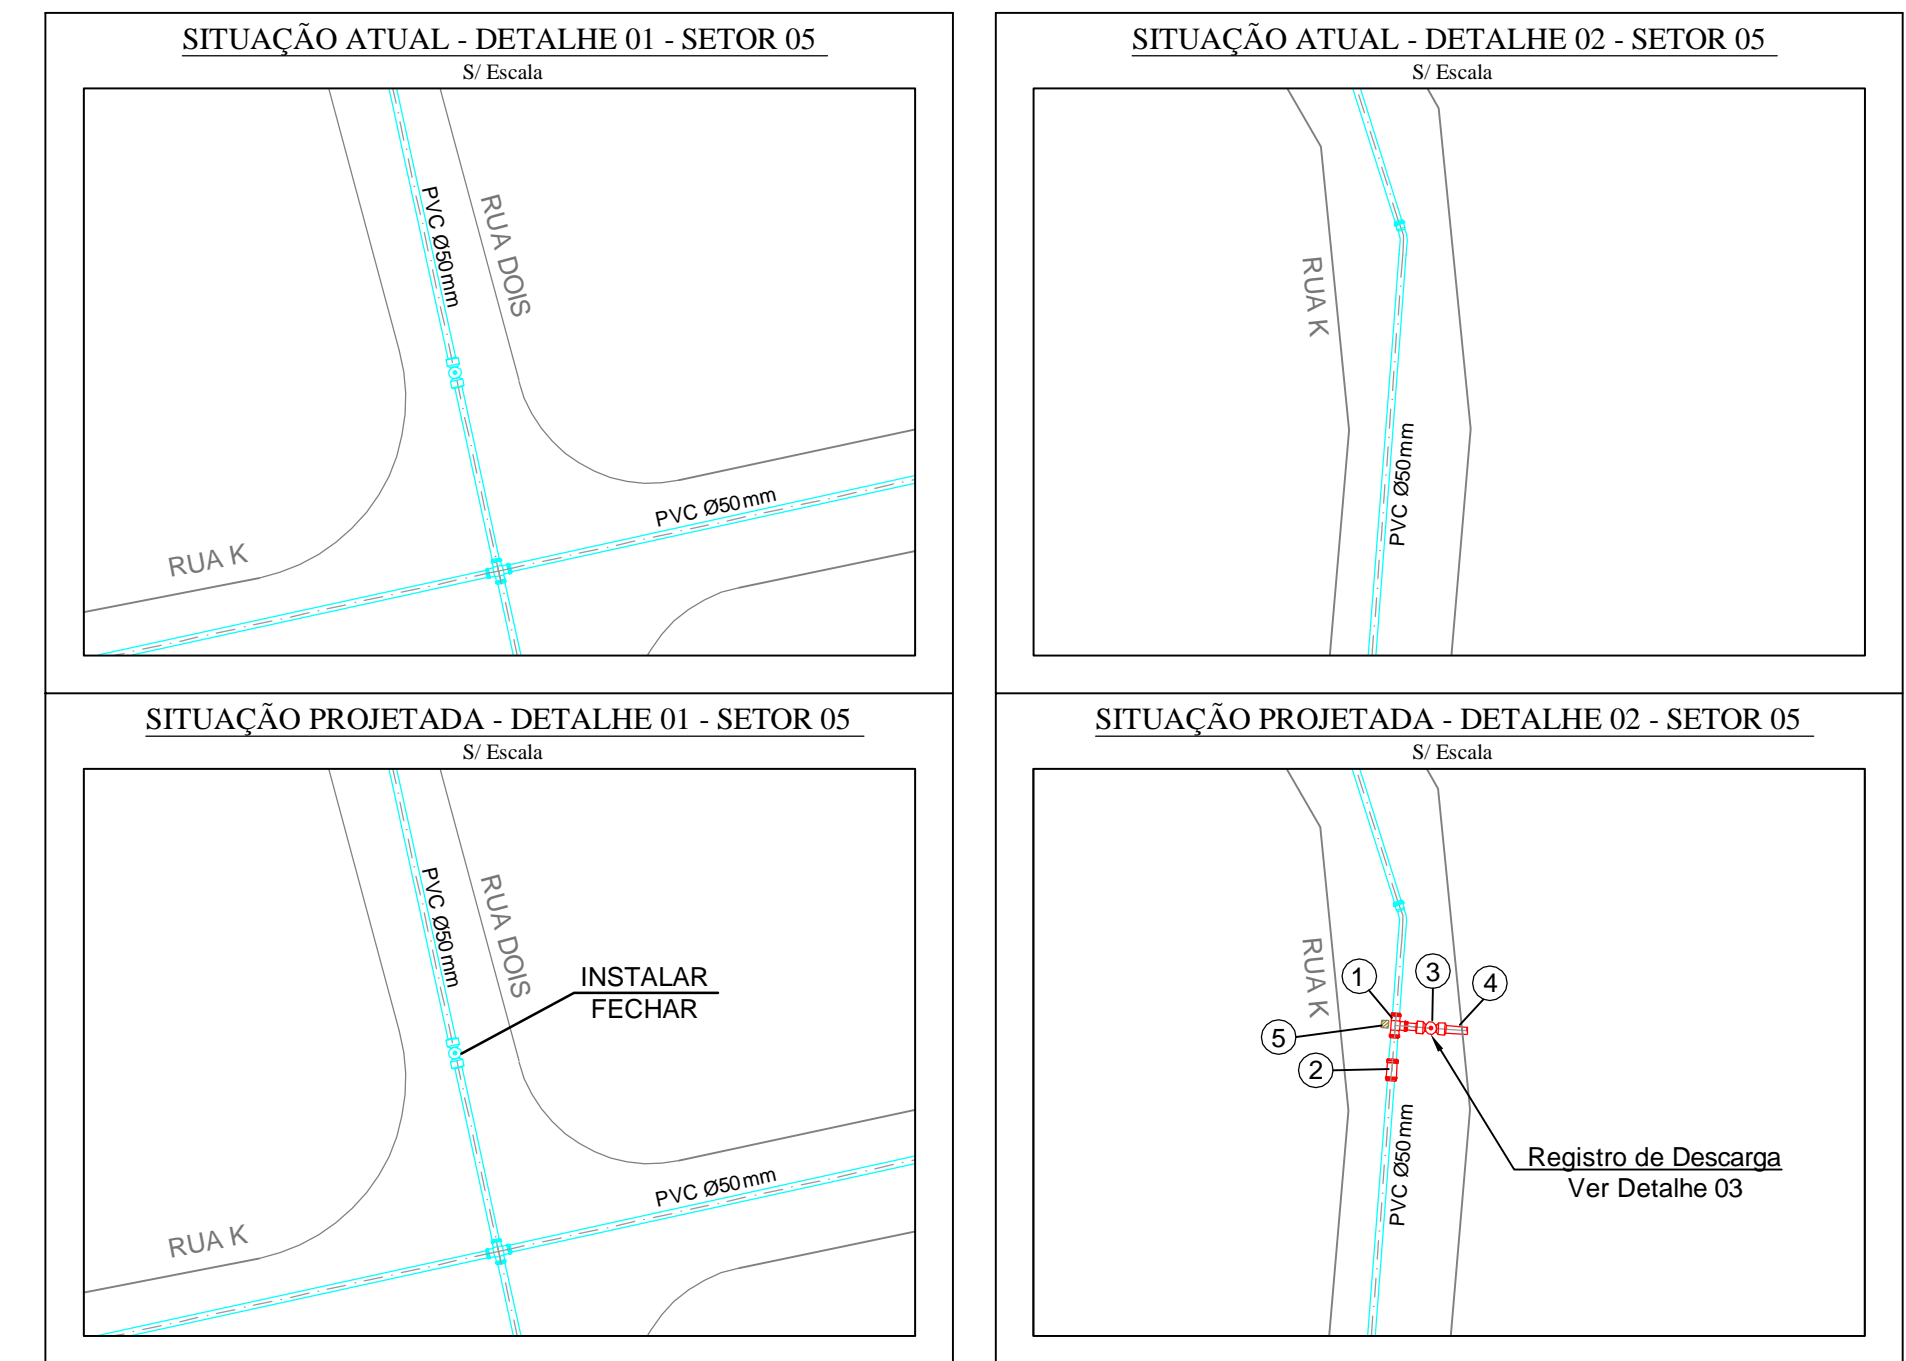 SITUAÇÃO ATUAL - DETALHE 01 - SETOR 05
S/ Escala
PVC Ø50mm
RUA DOIS
PVC Ø50mm
RUA K
SITUAÇÃO ATUAL - DETALHE 02 - SETOR 05
S/ Escala
RUA K
PVC Ø50mm
SITUAÇÃO PROJETADA - DETALHE 01 - SETOR 05
S/ Escala
PVC Ø50mm
RUA DOIS
INSTALAR
FECHAR
PVC Ø50mm
RUA K
SITUAÇÃO PROJETADA - DETALHE 02 - SETOR 05
S/ Escala
RUA K
1
3
4
5
2
PVC Ø50mm
Registro de Descarga
Ver Detalhe 03